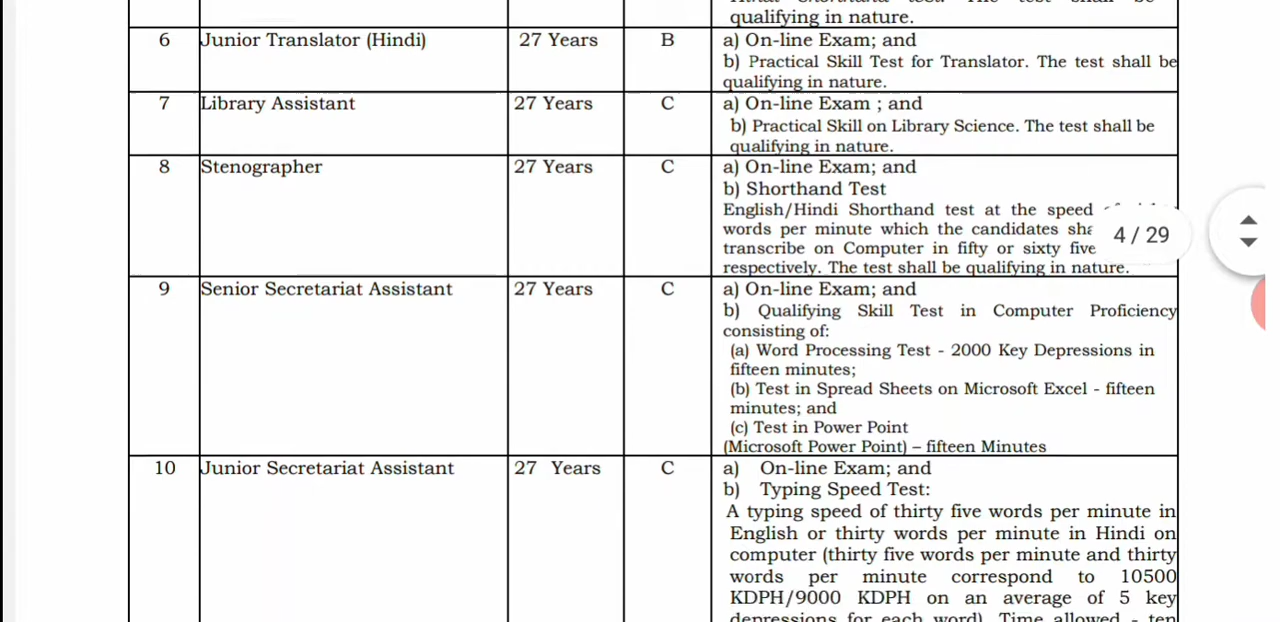 qualifying in nature.
6 Junior Translator (Hindi) 27 Years B a) On-line Exam; and
b) Practical Skill Test for Translator. The test shall be
qualifying in nature.
7 Library Assistant 27 Years C a) On-line Exam ; and
b) Practical Skill on Library Science. The test shall be
qualifying in nature.
8 Stenographer 27 Years C a) On-line Exam; and
b) Shorthand Test
English/Hindi Shorthand test at the speed
words per minute which the candidates
transcribe on Computer in fifty or sixty five
respectively. The test shall be qualifying in nature.
4 / 29
9 Senior Secretariat Assistant 27 Years C a) On-line Exam; and
b) Qualifying Skill Test in Computer Proficiency
consisting of:
(a) Word Processing Test - 2000 Key Depressions in
fifteen minutes;
(b) Test in Spread Sheets on Microsoft Excel - fifteen
minutes; and
(c) Test in Power Point
(Microsoft Power Point) – fifteen Minutes
10 Junior Secretariat Assistant 27 Years C a) On-line Exam; and
b) Typing Speed Test:
A typing speed of thirty five words per minute in
English or thirty words per minute in Hindi on
computer (thirty five words per minute and thirty
words per minute correspond to 10500
KDPH/9000 KDPH on an average of 5 key
depressions for each word). Time allowed - ten